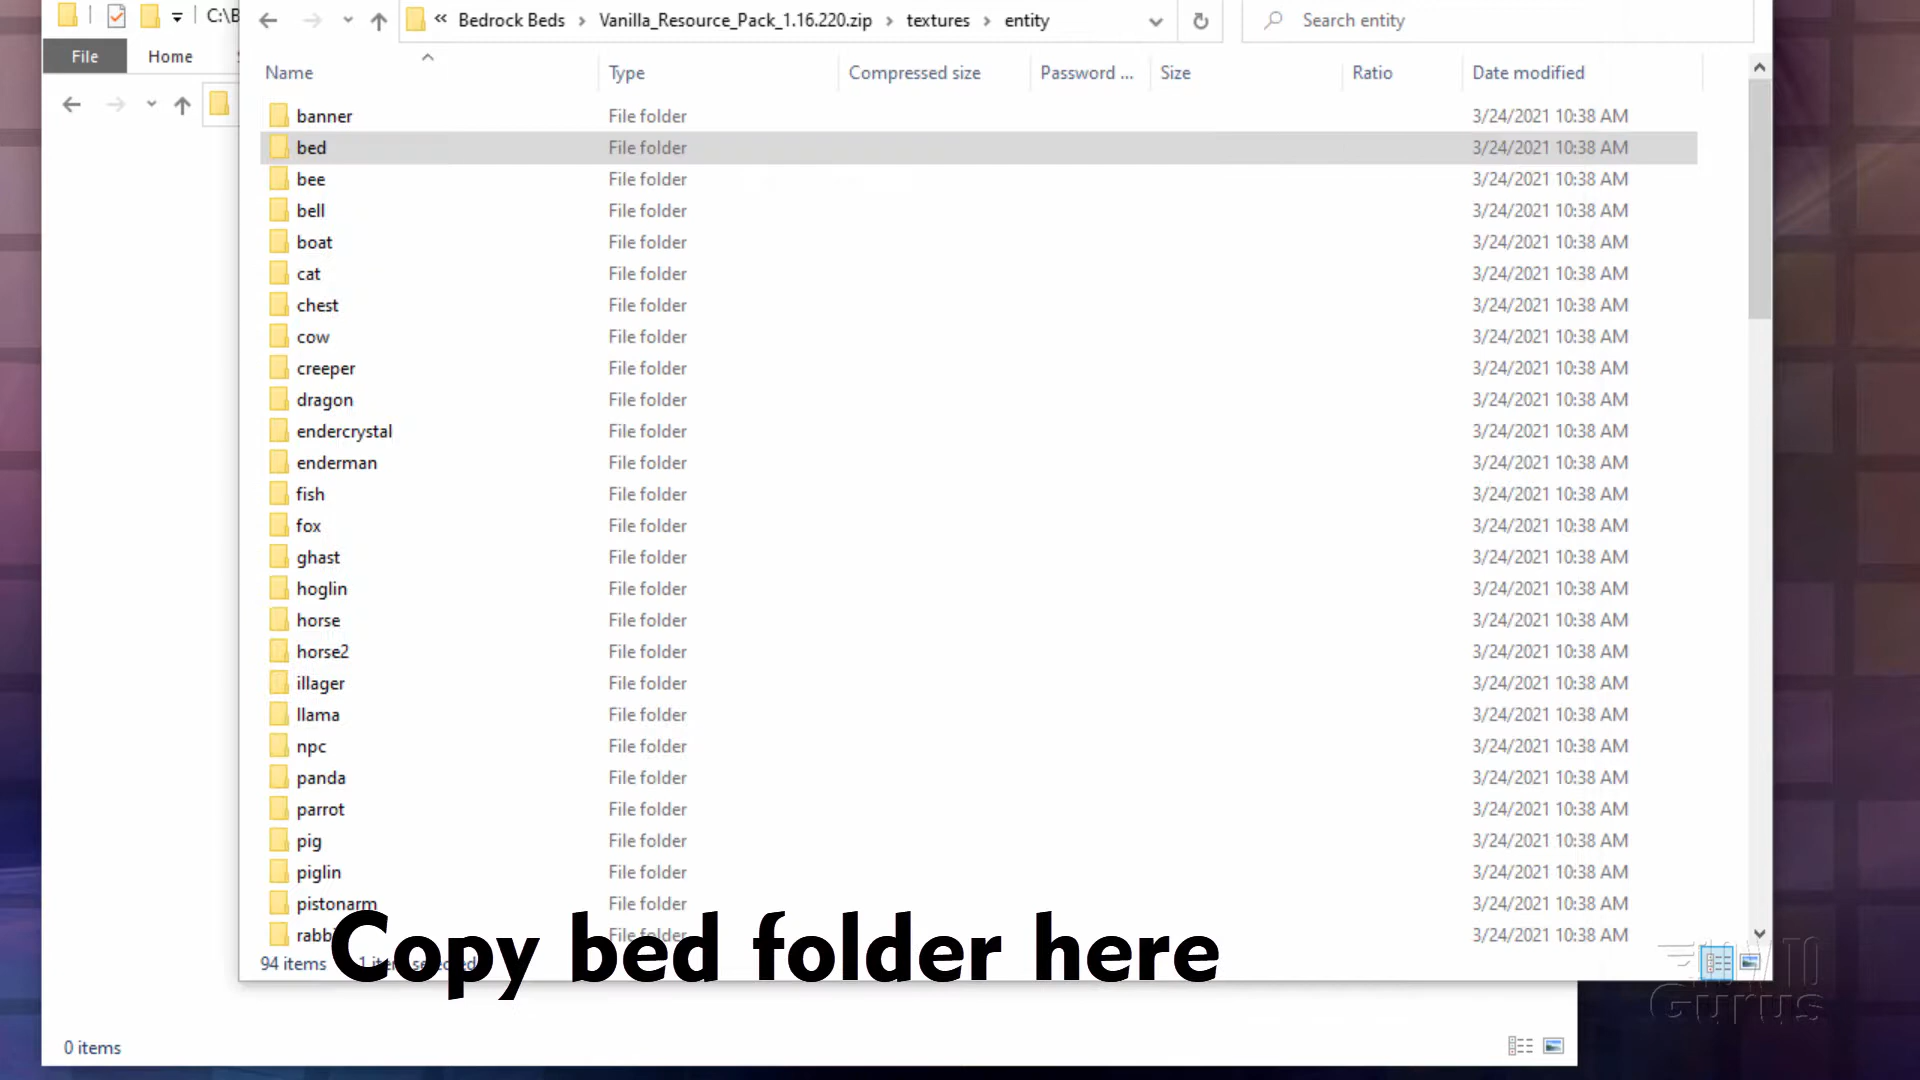 C:\B
Bedrock Beds Vanilla_Resource_Pack_1.16.220.zip textures entity Search entity
File Home
Name Type Compressed size Password ... Size Ratio Date modified
banner File folder 3/24/2021 10:38 AM
bed File folder 3/24/2021 10:38 AM
bee File folder 3/24/2021 10:38 AM
bell File folder 3/24/2021 10:38 AM
boat File folder 3/24/2021 10:38 AM
cat File folder 3/24/2021 10:38 AM
chest File folder 3/24/2021 10:38 AM
cow File folder 3/24/2021 10:38 AM
creeper File folder 3/24/2021 10:38 AM
dragon File folder 3/24/2021 10:38 AM
endercrystal File folder 3/24/2021 10:38 AM
enderman File folder 3/24/2021 10:38 AM
fish File folder 3/24/2021 10:38 AM
fox File folder 3/24/2021 10:38 AM
ghast File folder 3/24/2021 10:38 AM
hoglin File folder 3/24/2021 10:38 AM
horse File folder 3/24/2021 10:38 AM
horse2 File folder 3/24/2021 10:38 AM
illager File folder 3/24/2021 10:38 AM
llama File folder 3/24/2021 10:38 AM
npc File folder 3/24/2021 10:38 AM
panda File folder 3/24/2021 10:38 AM
parrot File folder 3/24/2021 10:38 AM
pig File folder 3/24/2021 10:38 AM
piglin File folder 3/24/2021 10:38 AM
pistonarm File folder 3/24/2021 10:38 AM
File folder 3/24/2021 10:38 AM
Copy bed folder here
94 items 1 item selected
HOWTO
Gurus
0 items